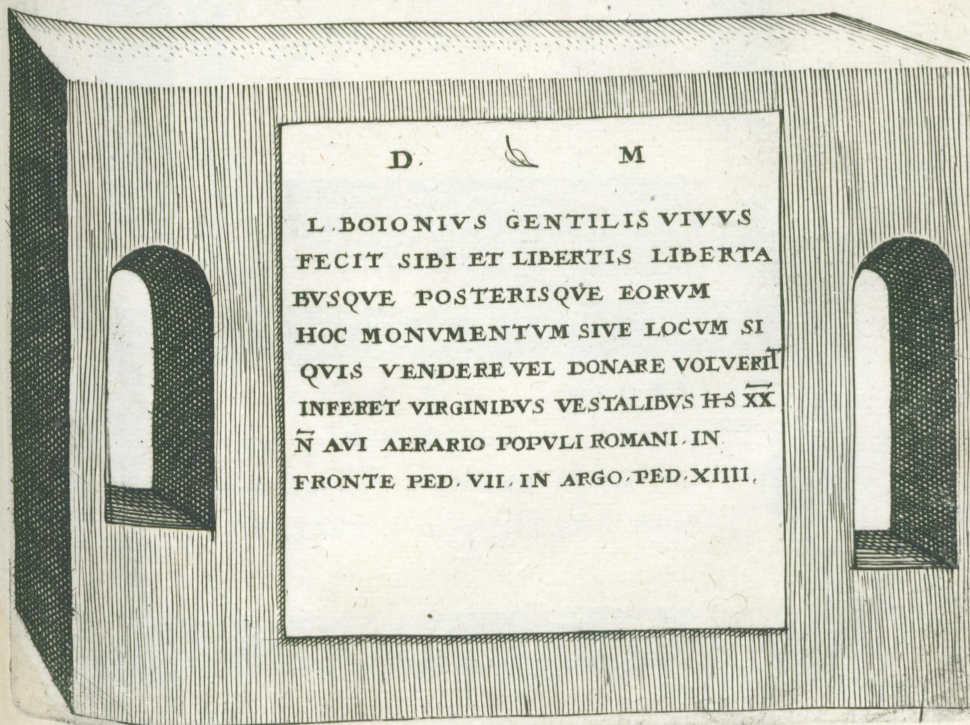 D. M
L. BOIONIVS GENTILIS VIVVS
FECIT SIBI ET LIBERTIS LIBERTA
BVSQVE POSTERISQVE EORVM
HOC MONVMENTVM SIVE LOCVM SI
QVIS VENDERE VEL DONARE VOLVERIT
INFERET VIRGINIBVS VESTALIBVS HS X̅X̅
N̅ AVI AERARIO POPVLI ROMANI. IN
FRONTE PED. VII. IN ARGO. PED. XIIII.